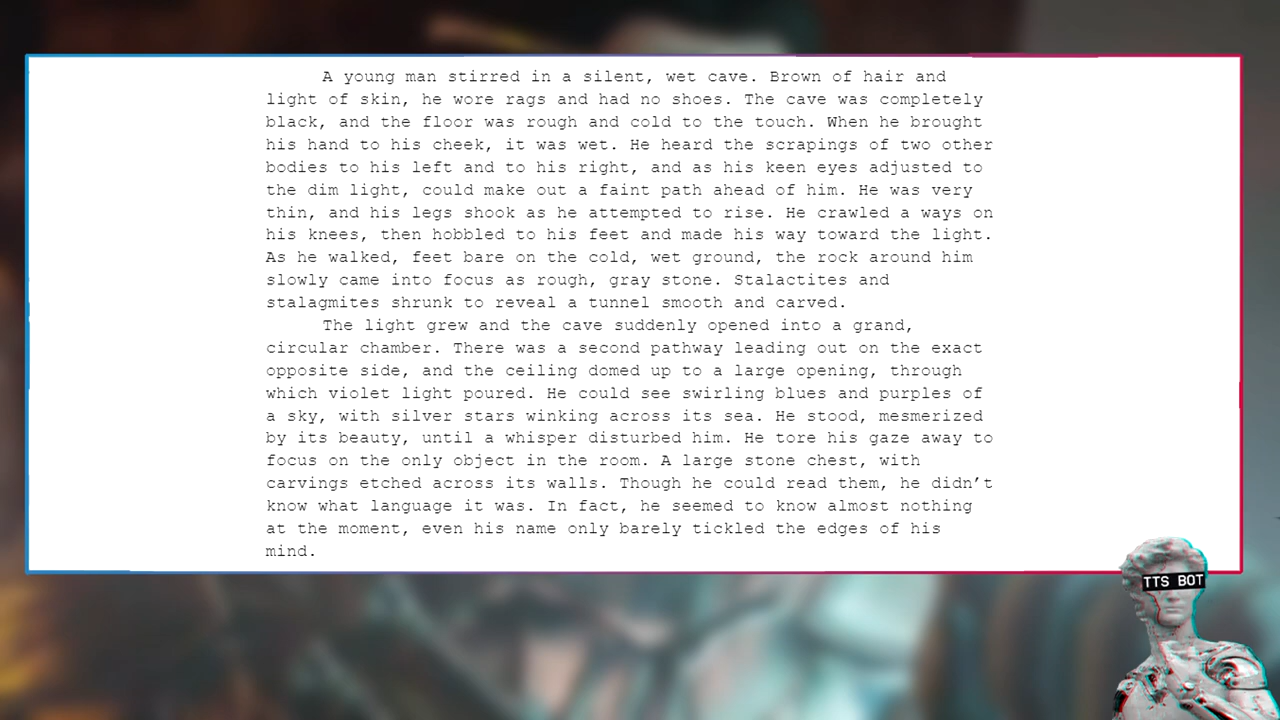 A young man stirred in a silent, wet cave. Brown of hair and
light of skin, he wore rags and had no shoes. The cave was completely
black, and the floor was rough and cold to the touch. When he brought
his hand to his cheek, it was wet. He heard the scrapings of two other
bodies to his left and to his right, and as his keen eyes adjusted to
the dim light, could make out a faint path ahead of him. He was very
thin, and his legs shook as he attempted to rise. He crawled a ways on
his knees, then hobbled to his feet and made his way toward the light.
As he walked, feet bare on the cold, wet ground, the rock around him
slowly came into focus as rough, gray stone. Stalactites and
stalagmites shrunk to reveal a tunnel smooth and carved.
The light grew and the cave suddenly opened into a grand,
circular chamber. There was a second pathway leading out on the exact
opposite side, and the ceiling domed up to a large opening, through
which violet light poured. He could see swirling blues and purples of
a sky, with silver stars winking across its sea. He stood, mesmerized
by its beauty, until a whisper disturbed him. He tore his gaze away to
focus on the only object in the room. A large stone chest, with
carvings etched across its walls. Though he could read them, he didn’t
know what language it was. In fact, he seemed to know almost nothing
at the moment, even his name only barely tickled the edges of his
mind.
TTS BOT